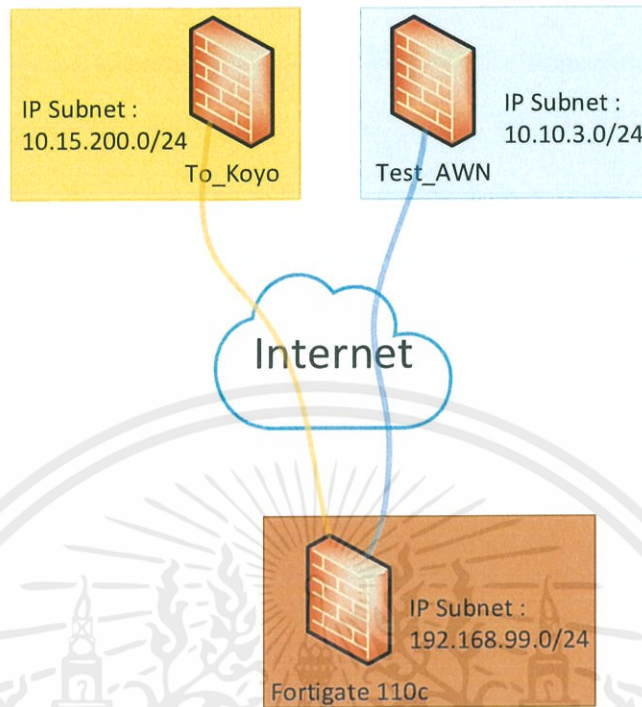 IP Subnet :
10.15.200.0/24
To_Koyo
IP Subnet :
10.10.3.0/24
Test_AWN
Internet
IP Subnet :
192.168.99.0/24
Fortigate 110c